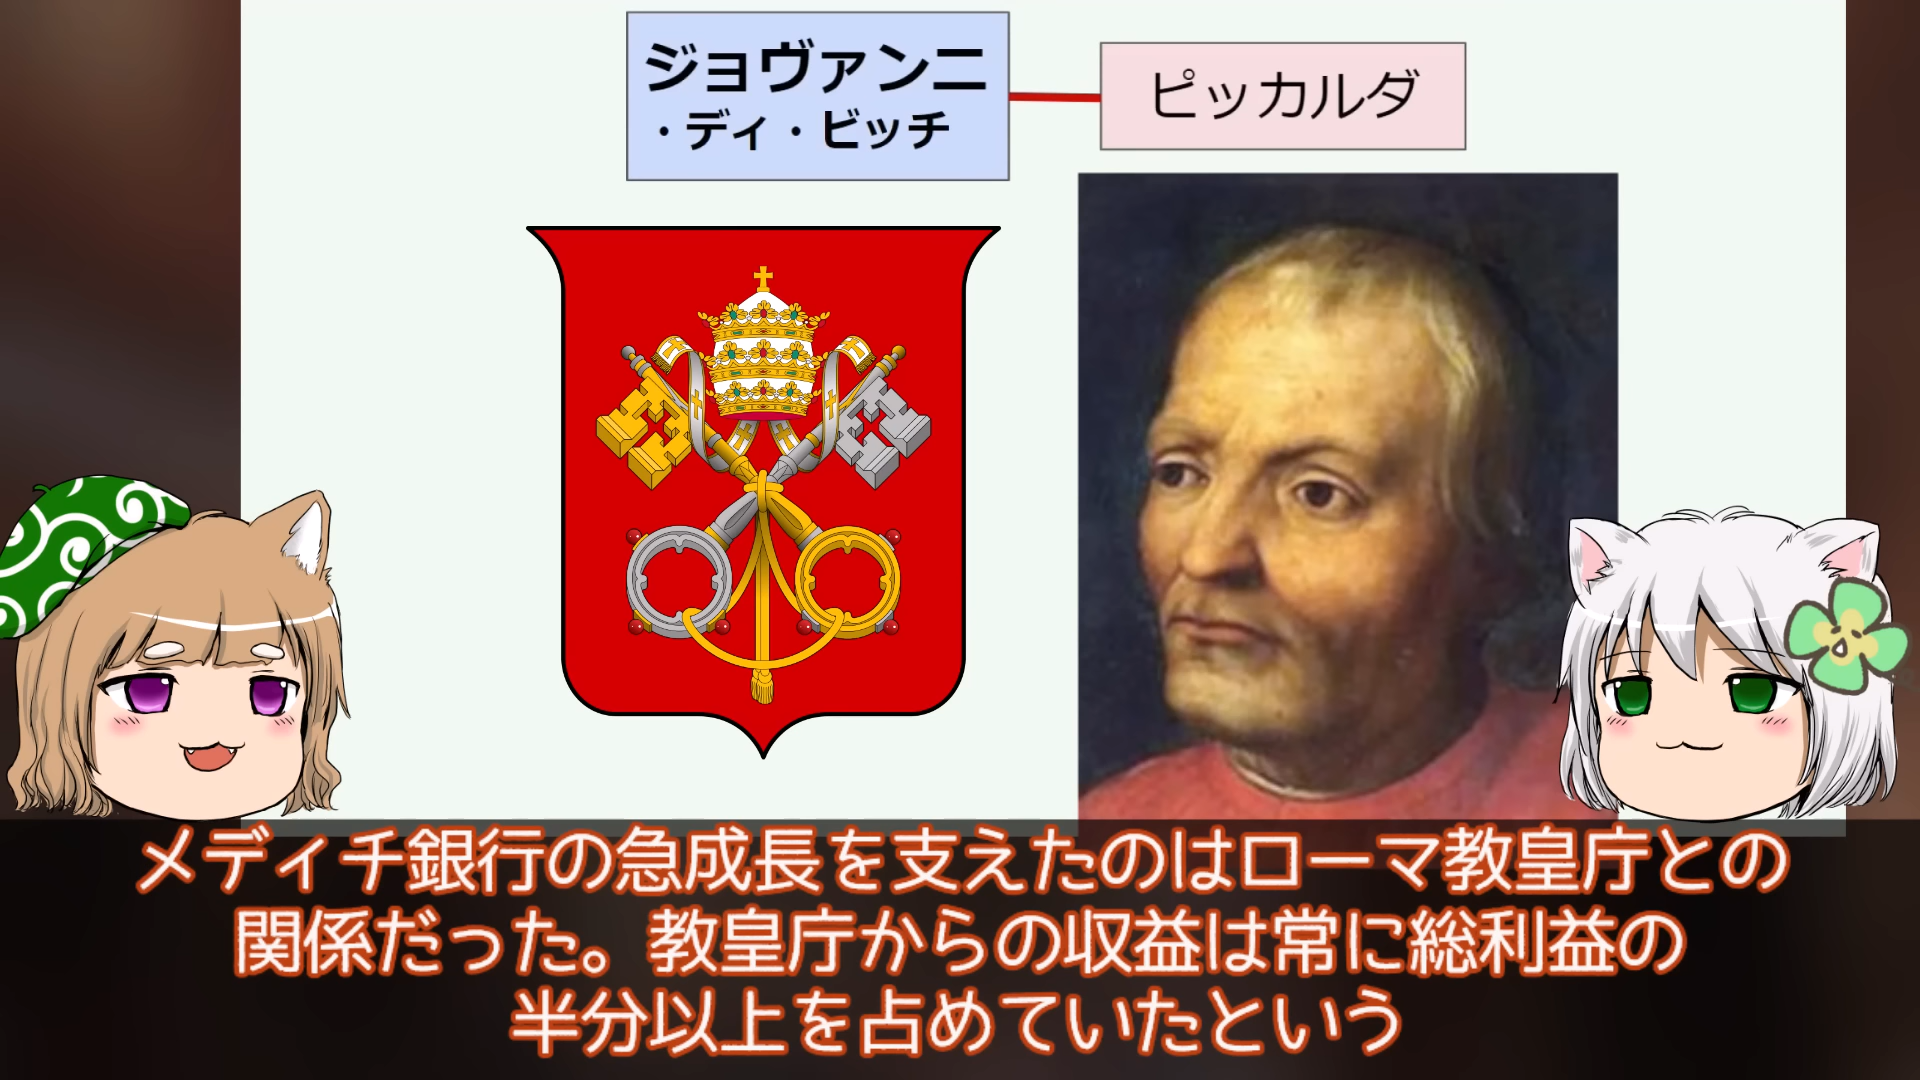 ジョヴァンニ
・ディ・ビッチ
ピッカルダ
メディチ銀行の急成長を支えたのはローマ教皇庁との
関係だった。教皇庁からの収益は常に総利益の
半分以上を占めていたという